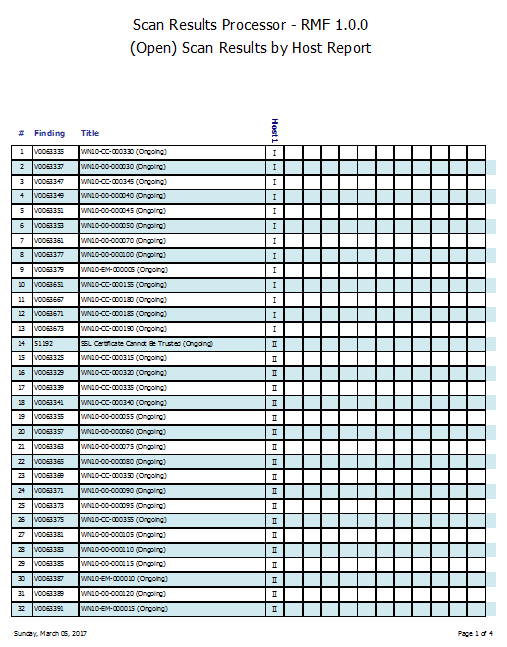 Scan Results Processor - RMF 1.0.0
(Open) Scan Results by Host Report
# Finding Title Host 1
1 V0063335 WN10-CC-000330 (Ongoing) I
2 V0063337 WN10-00-000030 (Ongoing) I
3 V0063347 WN10-CC-000345 (Ongoing) I
4 V0063349 WN10-00-000040 (Ongoing) I
5 V0063351 WN10-00-000045 (Ongoing) I
6 V0063353 WN10-00-000050 (Ongoing) I
7 V0063361 WN10-00-000070 (Ongoing) I
8 V0063377 WN10-00-000100 (Ongoing) I
9 V0063379 WN10-EM-000005 (Ongoing) I
10 V0063651 WN10-CC-000155 (Ongoing) I
11 V0063667 WN10-CC-000180 (Ongoing) I
12 V0063671 WN10-CC-000185 (Ongoing) I
13 V0063673 WN10-CC-000190 (Ongoing) I
14 51192 SSL Certificate Cannot Be Trusted (Ongoing) II
15 V0063325 WN10-CC-000315 (Ongoing) II
16 V0063329 WN10-CC-000320 (Ongoing) II
17 V0063339 WN10-CC-000335 (Ongoing) II
18 V0063341 WN10-CC-000340 (Ongoing) II
19 V0063355 WN10-00-000055 (Ongoing) II
20 V0063357 WN10-00-000060 (Ongoing) II
21 V0063363 WN10-00-000075 (Ongoing) II
22 V0063365 WN10-00-000080 (Ongoing) II
23 V0063369 WN10-CC-000350 (Ongoing) II
24 V0063371 WN10-00-000090 (Ongoing) II
25 V0063373 WN10-00-000095 (Ongoing) II
26 V0063375 WN10-CC-000355 (Ongoing) II
27 V0063381 WN10-00-000105 (Ongoing) II
28 V0063383 WN10-00-000110 (Ongoing) II
29 V0063385 WN10-00-000115 (Ongoing) II
30 V0063387 WN10-EM-000010 (Ongoing) II
31 V0063389 WN10-00-000120 (Ongoing) II
32 V0063391 WN10-EM-000015 (Ongoing) II
Sunday, March 05, 2017 Page 1 of 4